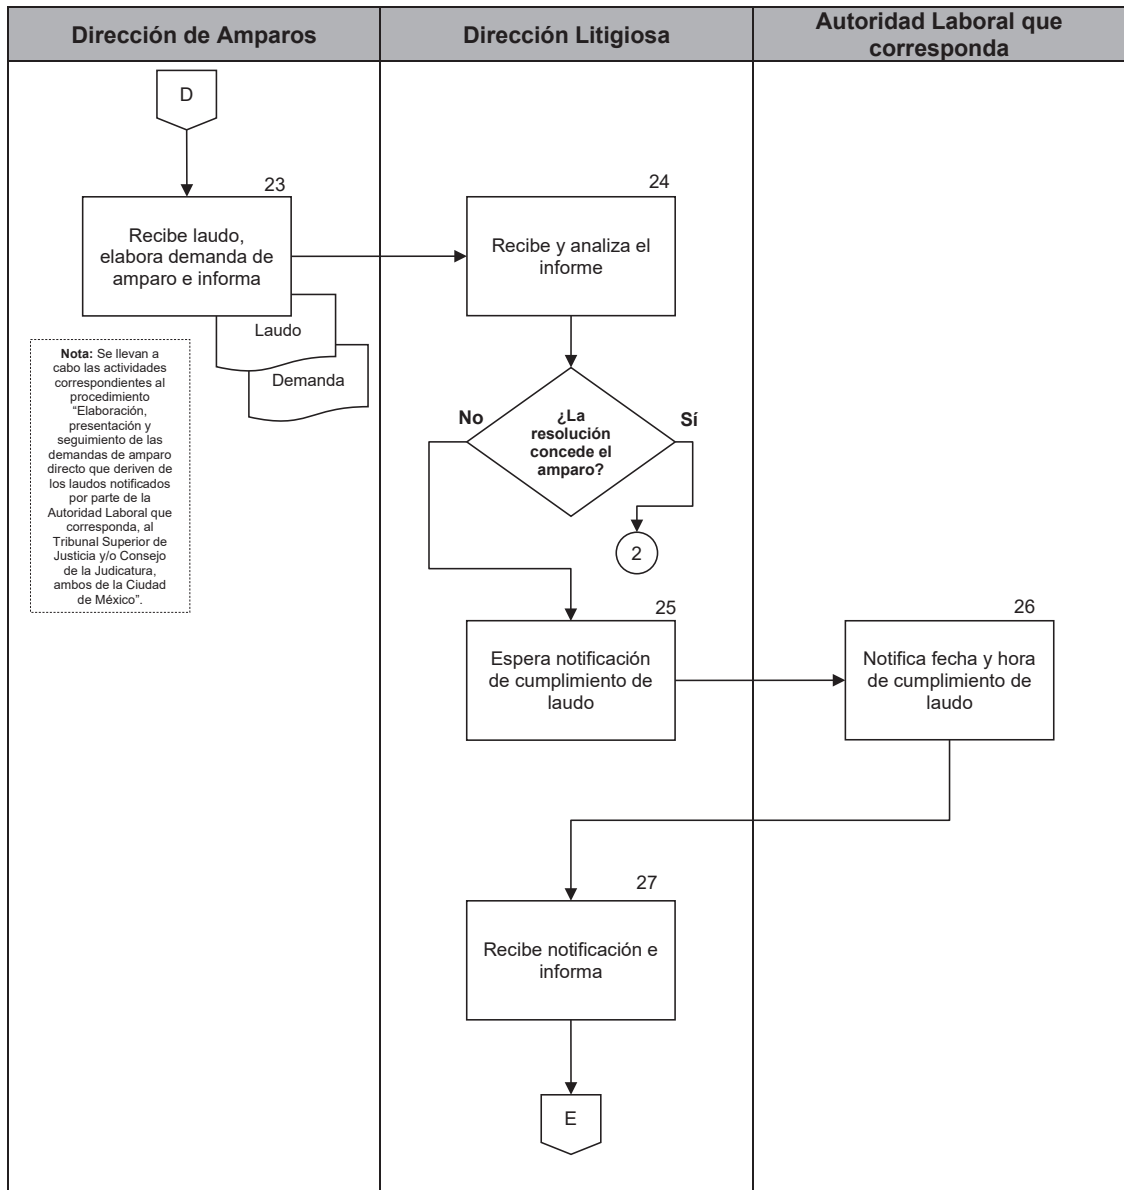 Dirección de Amparos
Dirección Litigiosa
Autoridad Laboral que
corresponda
D
23
Recibe laudo,
elabora demanda de
amparo e informa
Laudo
Demanda
Nota: Se llevan a
cabo las actividades
correspondientes al
procedimiento
“Elaboración,
presentación y
seguimiento de las
demandas de amparo
directo que deriven de
los laudos notificados
por parte de la
Autoridad Laboral que
corresponda, al
Tribunal Superior de
Justicia y/o Consejo
de la Judicatura,
ambos de la Ciudad
de México”.
24
Recibe y analiza el
informe
No
¿La
resolución
concede el
amparo?
Sí
2
25
Espera notificación
de cumplimiento de
laudo
26
Notifica fecha y hora
de cumplimiento de
laudo
27
Recibe notificación e
informa
E